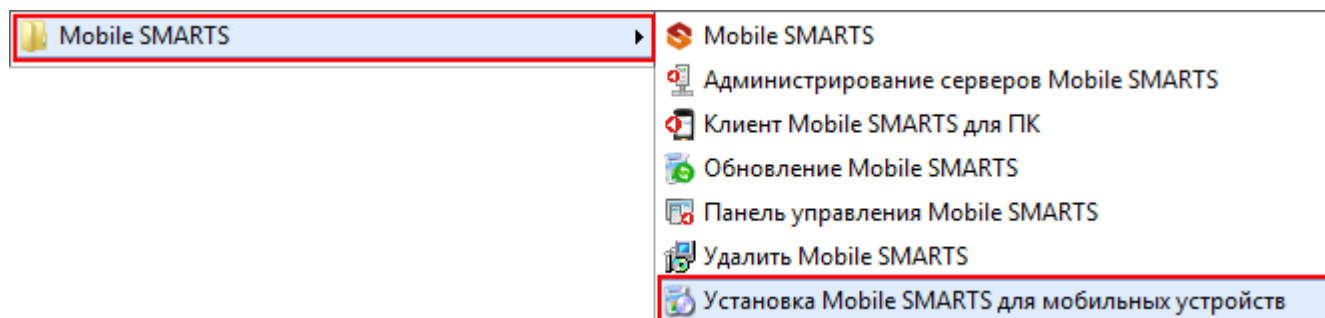 Mobile SMARTS
Mobile SMARTS
Администрирование серверов Mobile SMARTS
Клиент Mobile SMARTS для ПК
Обновление Mobile SMARTS
Панель управления Mobile SMARTS
Удалить Mobile SMARTS
Установка Mobile SMARTS для мобильных устройств